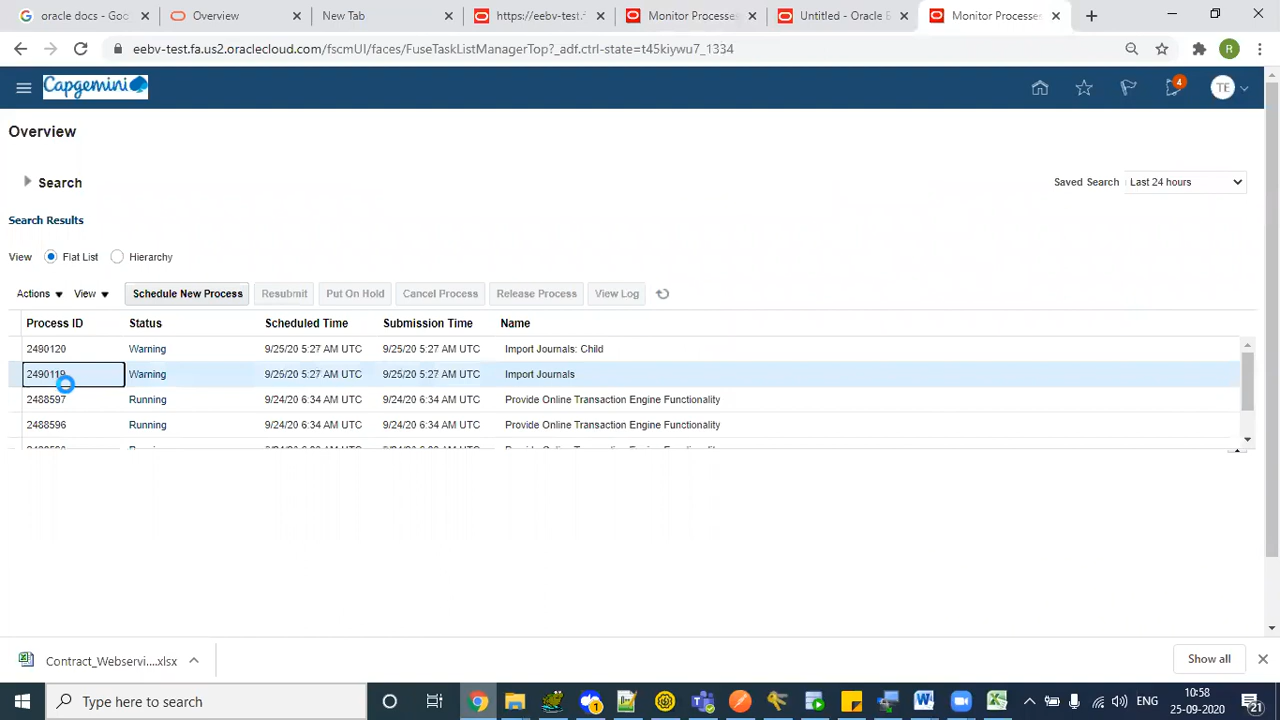 oracle docs - Goo
Overview
New Tab
https://eebv-test.f
Monitor Processe
Untitled - Oracle B
Monitor Processe
eebv-test.fa.us2.oraclecloud.com/fscmUI/faces/FuseTaskListManagerTop?_adf.ctrl-state=t45kiywu7_1334
R
Capgemini
4
TE
Overview
Search
Saved Search Last 24 hours
Search Results
View Flat List Hierarchy
Actions View Schedule New Process Resubmit Put On Hold Cancel Process Release Process View Log
Process ID Status Scheduled Time Submission Time Name
2490120 Warning 9/25/20 5:27 AM UTC 9/25/20 5:27 AM UTC Import Journals: Child
2490119 Warning 9/25/20 5:27 AM UTC 9/25/20 5:27 AM UTC Import Journals
2488597 Running 9/24/20 6:34 AM UTC 9/24/20 6:34 AM UTC Provide Online Transaction Engine Functionality
2488596 Running 9/24/20 6:34 AM UTC 9/24/20 6:34 AM UTC Provide Online Transaction Engine Functionality
Contract_Webservi....xlsx
Show all
Type here to search
1
ENG
10:58
25-09-2020
21